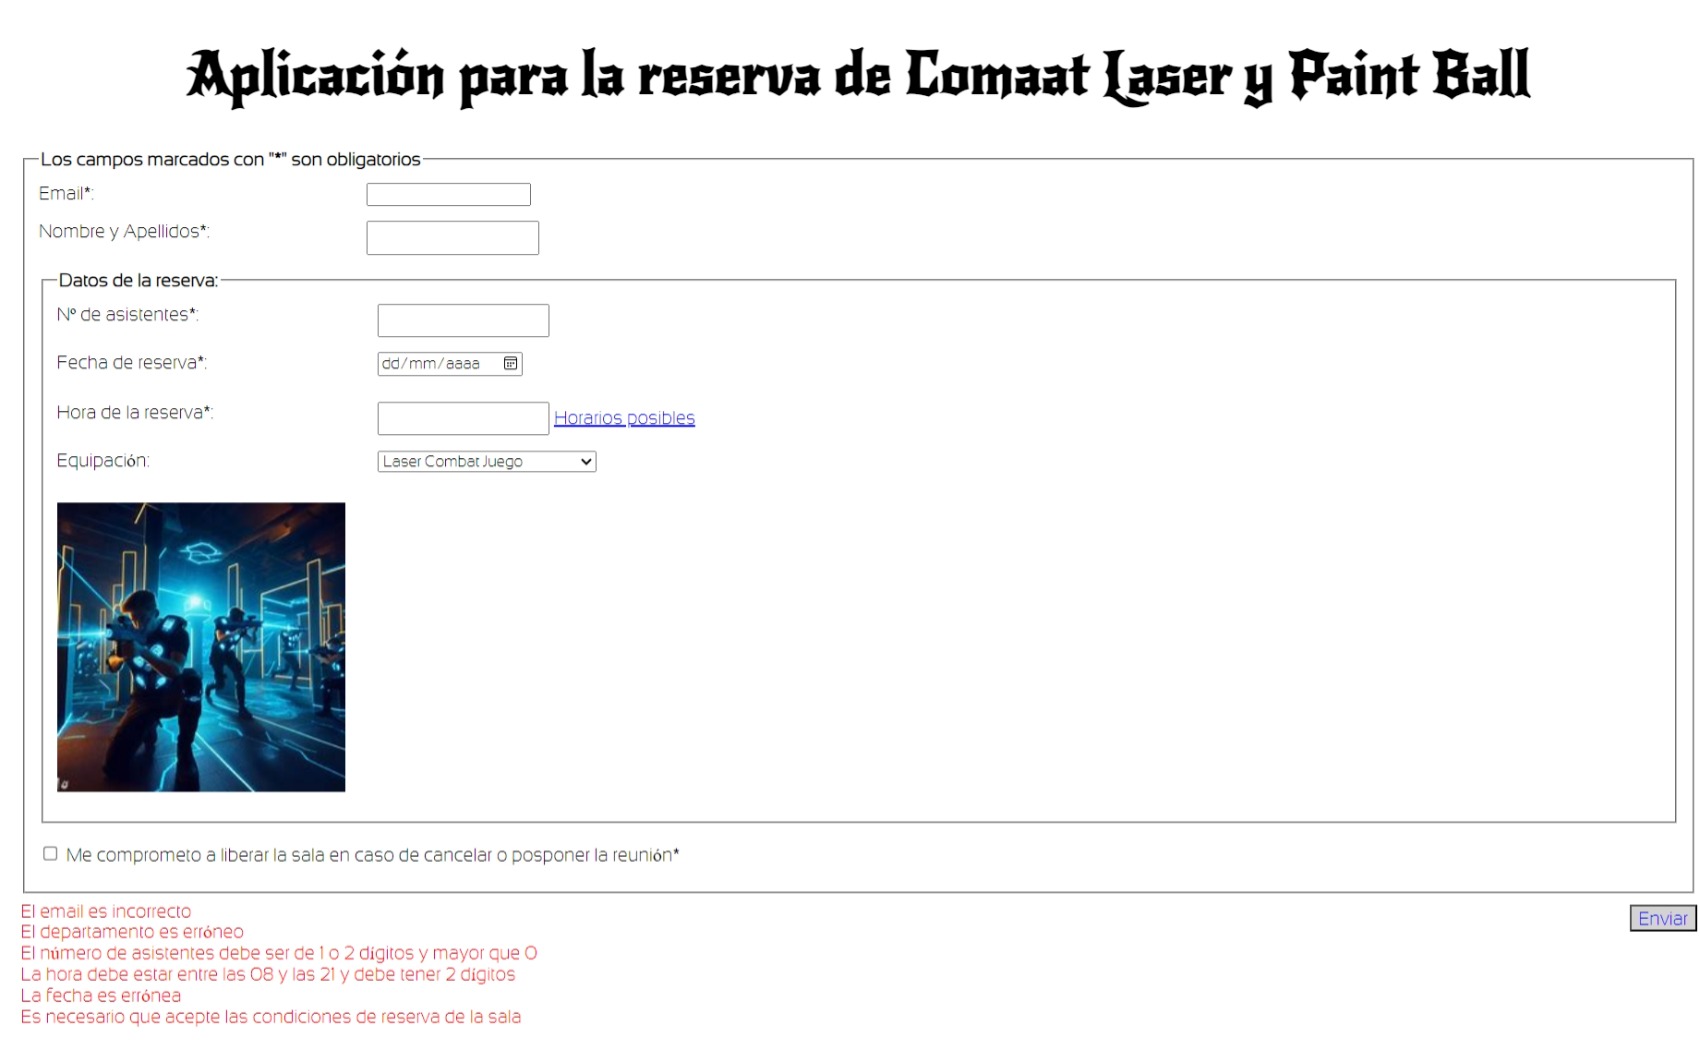 Aplicación para la reserva de Comaat Laser y Paint Ball
Los campos marcados con "*" son obligatorios
Email*:
Nombre y Apellidos*:
Datos de la reserva:
Nº de asistentes*:
Fecha de reserva*:
dd/mm/aaaa
Hora de la reserva*:
Horarios posibles
Equipación:
Laser Combat Juego
Me comprometo a liberar la sala en caso de cancelar o posponer la reunión*
El email es incorrecto
Enviar
El departamento es erróneo
El número de asistentes debe ser de 1 o 2 dígitos y mayor que 0
La hora debe estar entre las 08 y las 21 y debe tener 2 dígitos
La fecha es errónea
Es necesario que acepte las condiciones de reserva de la sala